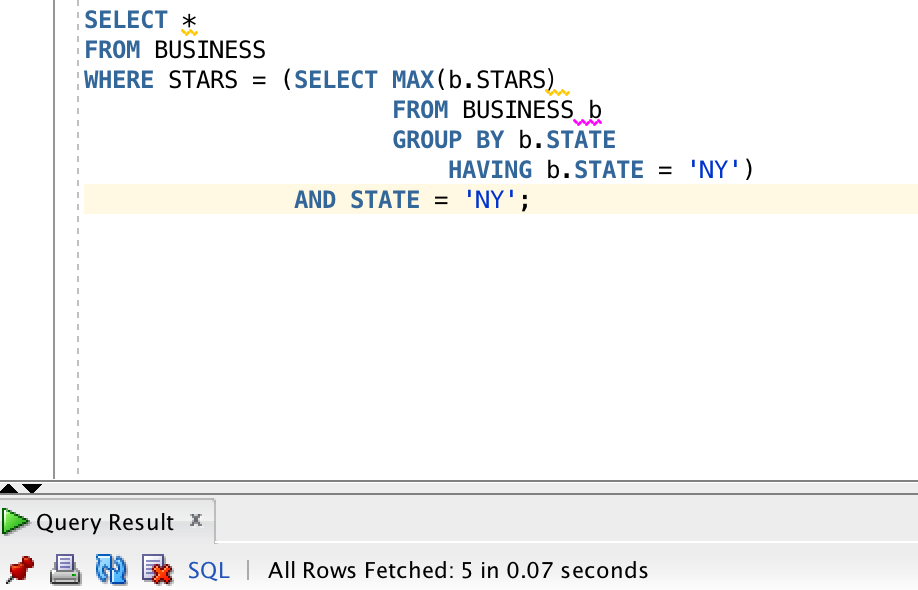 SELECT *
FROM BUSINESS
WHERE STARS = (SELECT MAX(b.STARS)
FROM BUSINESS b
GROUP BY b.STATE
HAVING b.STATE = 'NY')
AND STATE = 'NY';
Query Result x
SQL | All Rows Fetched: 5 in 0.07 seconds